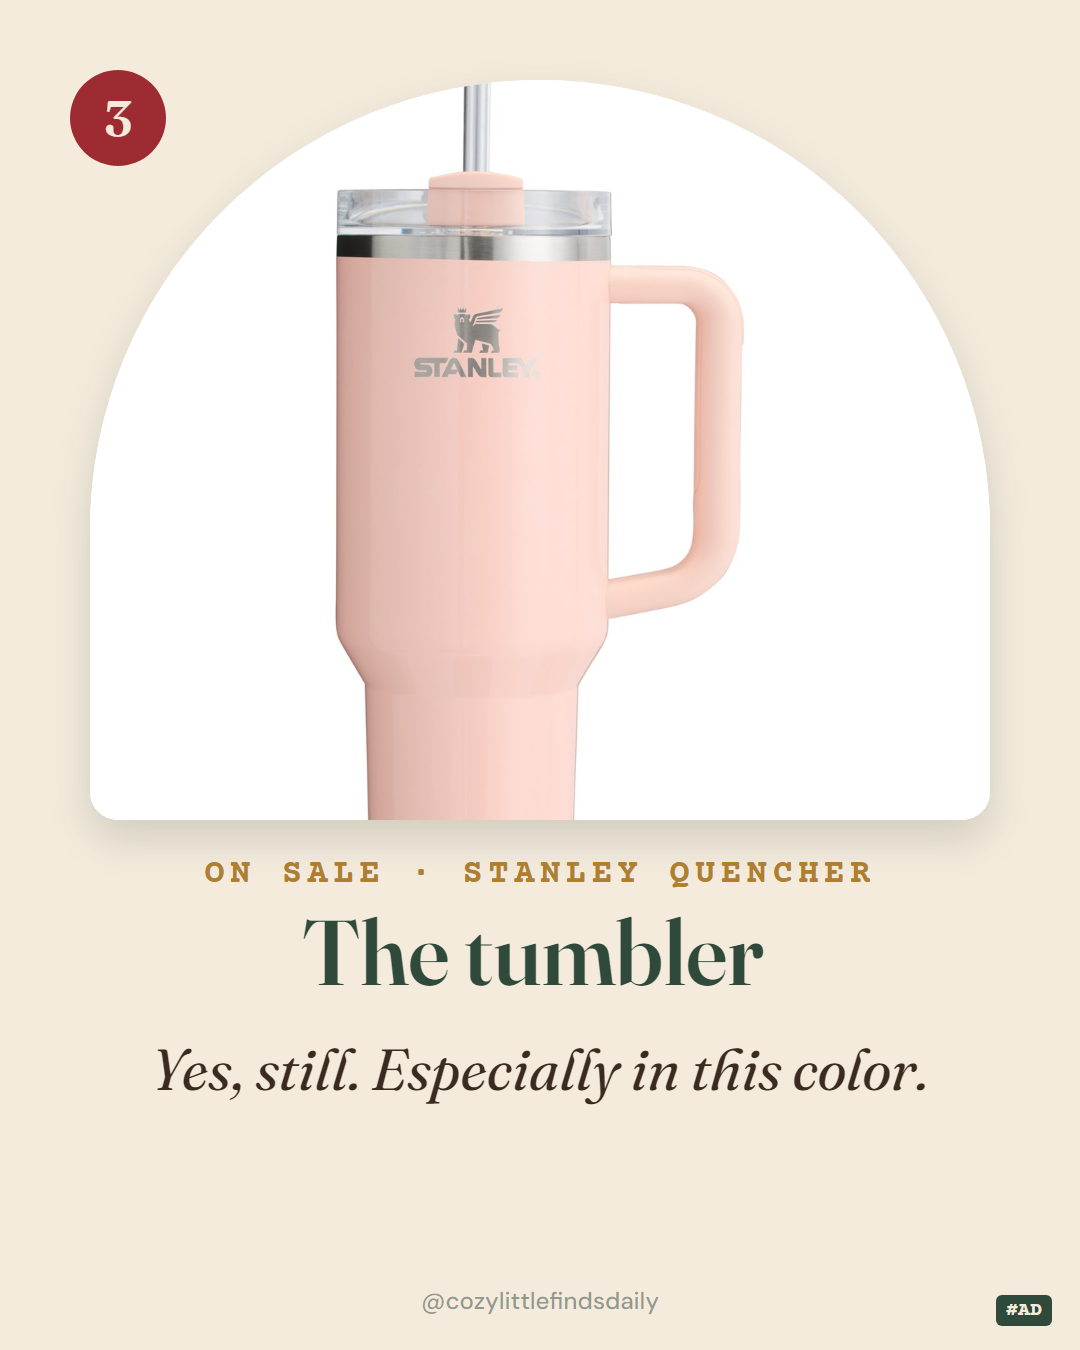 3
STANLEY
ON SALE · STANLEY QUENCHER
The tumbler
Yes, still. Especially in this color.
@cozylittlefindsdaily
#AD